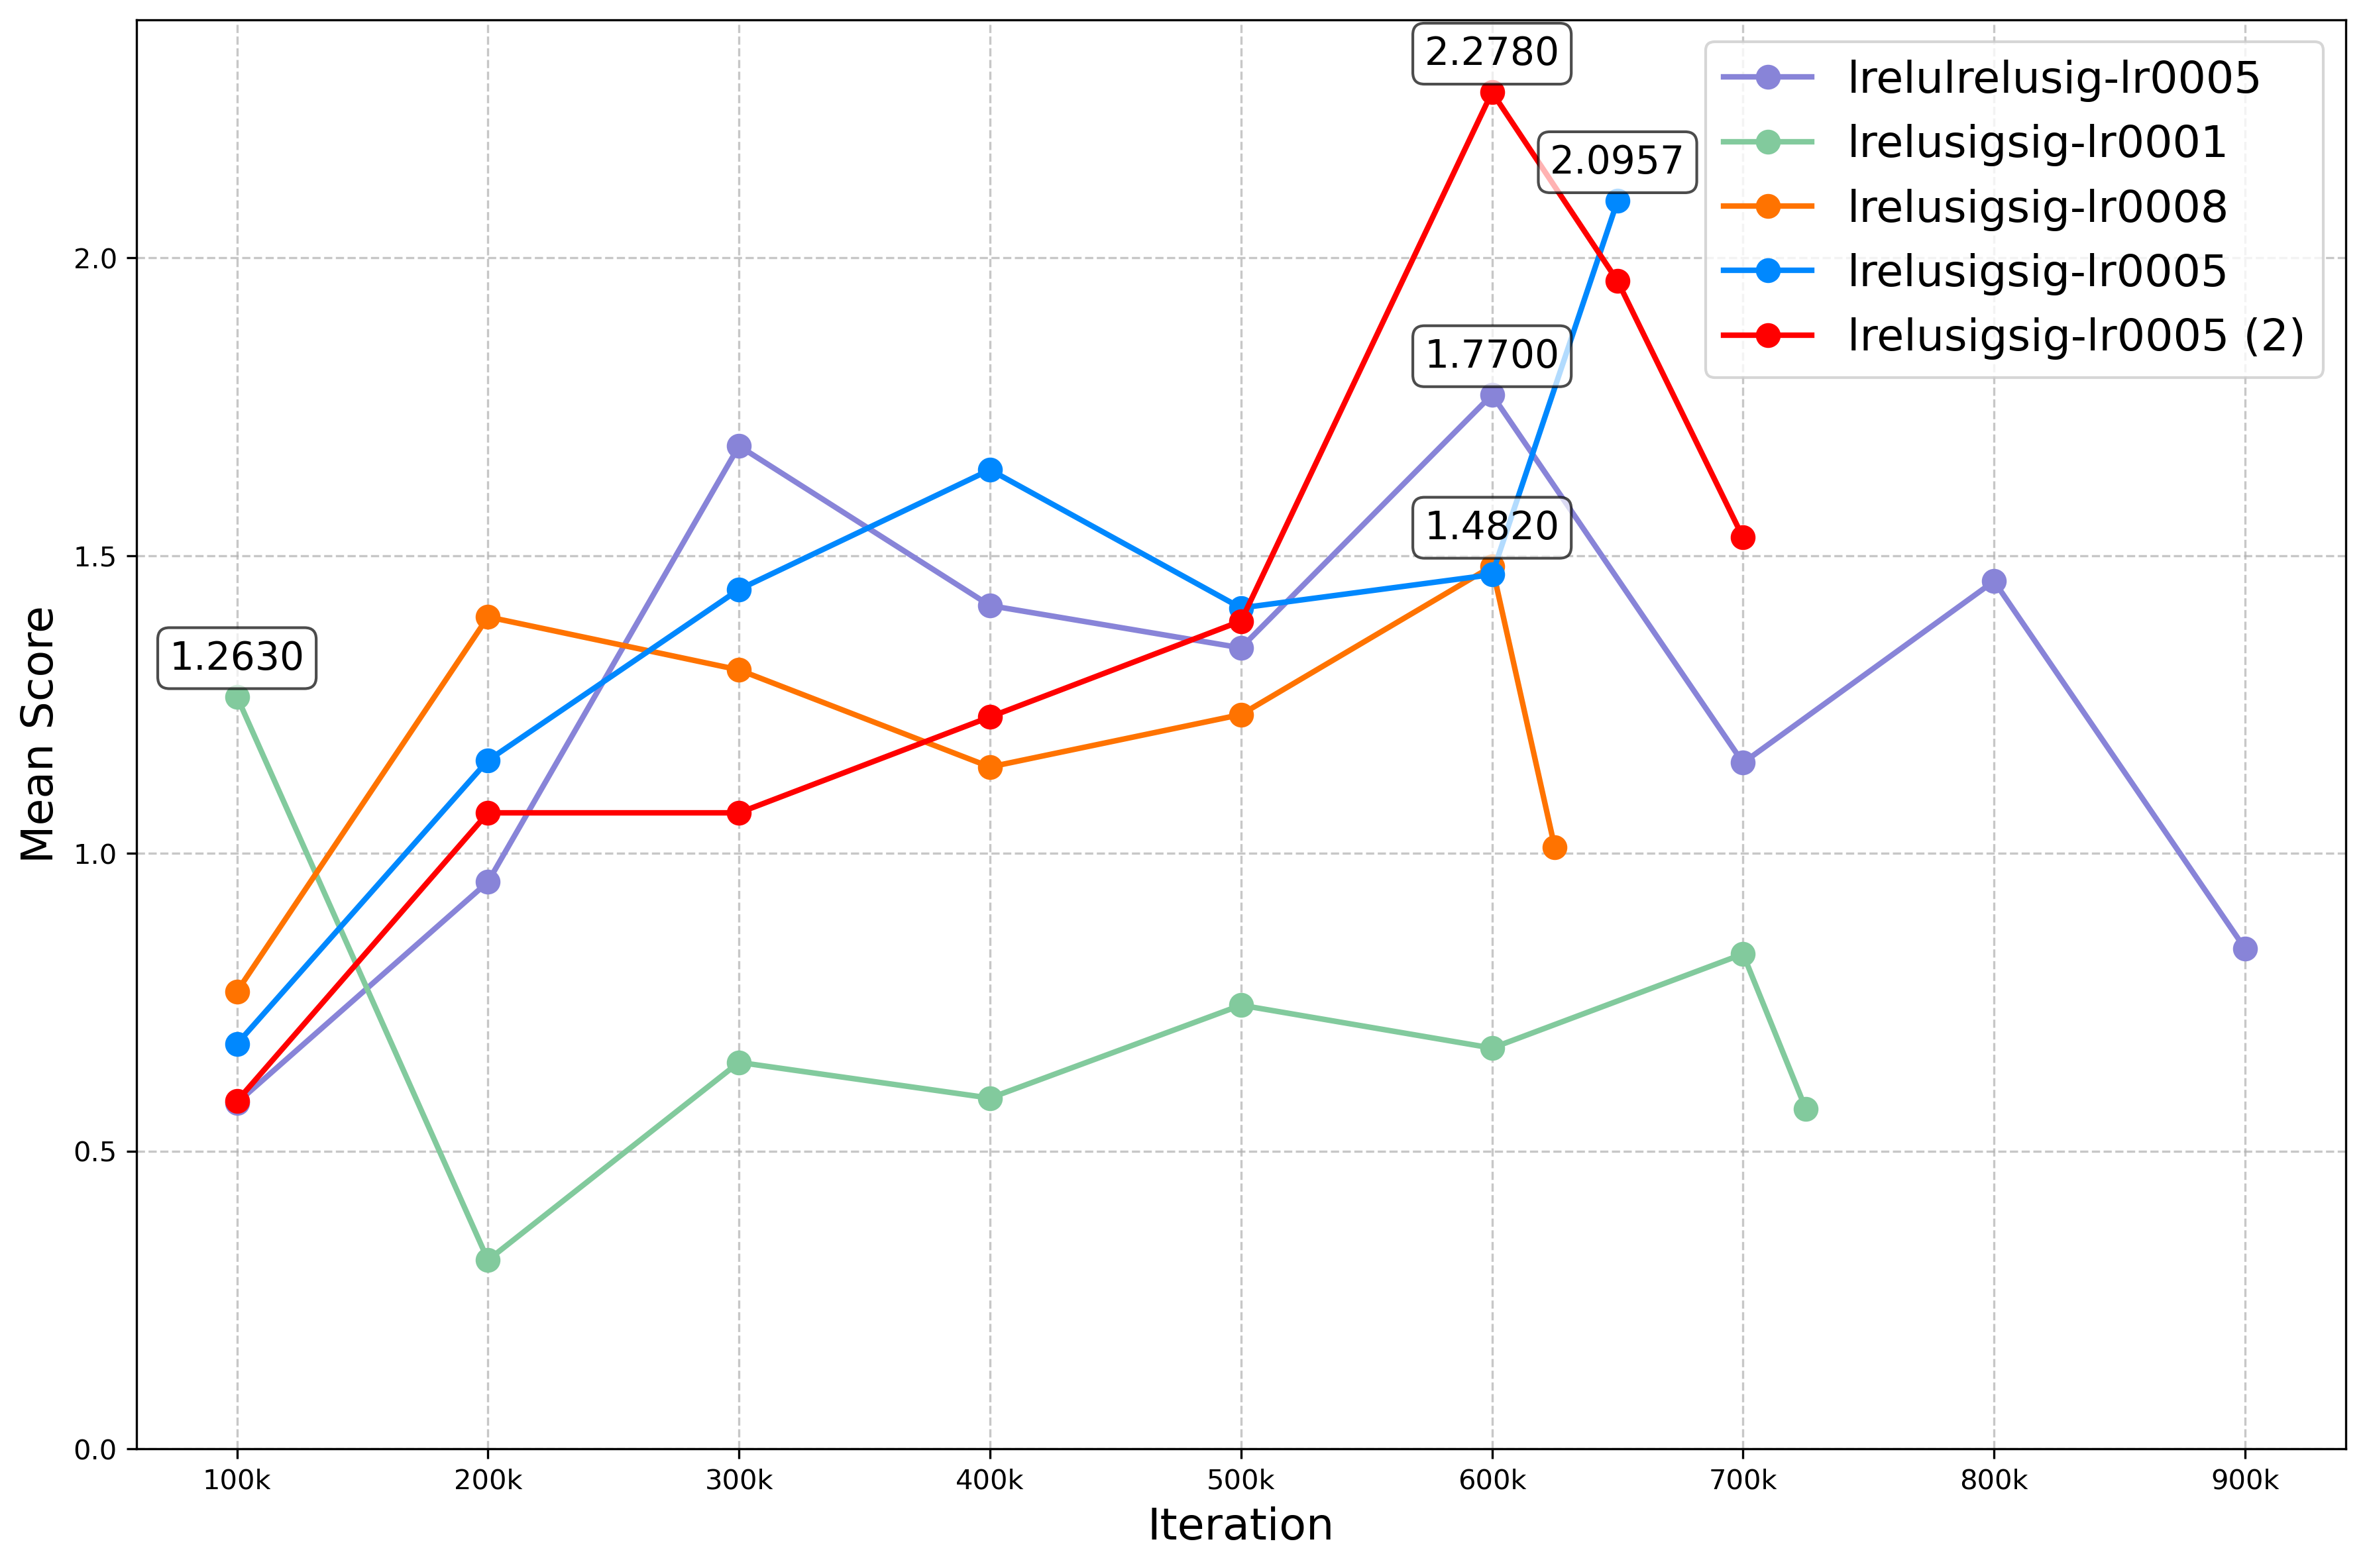 2.2780
2.0957
1.7700
1.4820
1.2630
lrelulrelusig-lr0005
lrelusigsig-lr0001
lrelusigsig-lr0008
lrelusigsig-lr0005
lrelusigsig-lr0005 (2)
Mean Score
2.0
1.5
1.0
0.5
0.0
100k 200k 300k 400k 500k 600k 700k 800k 900k
Iteration